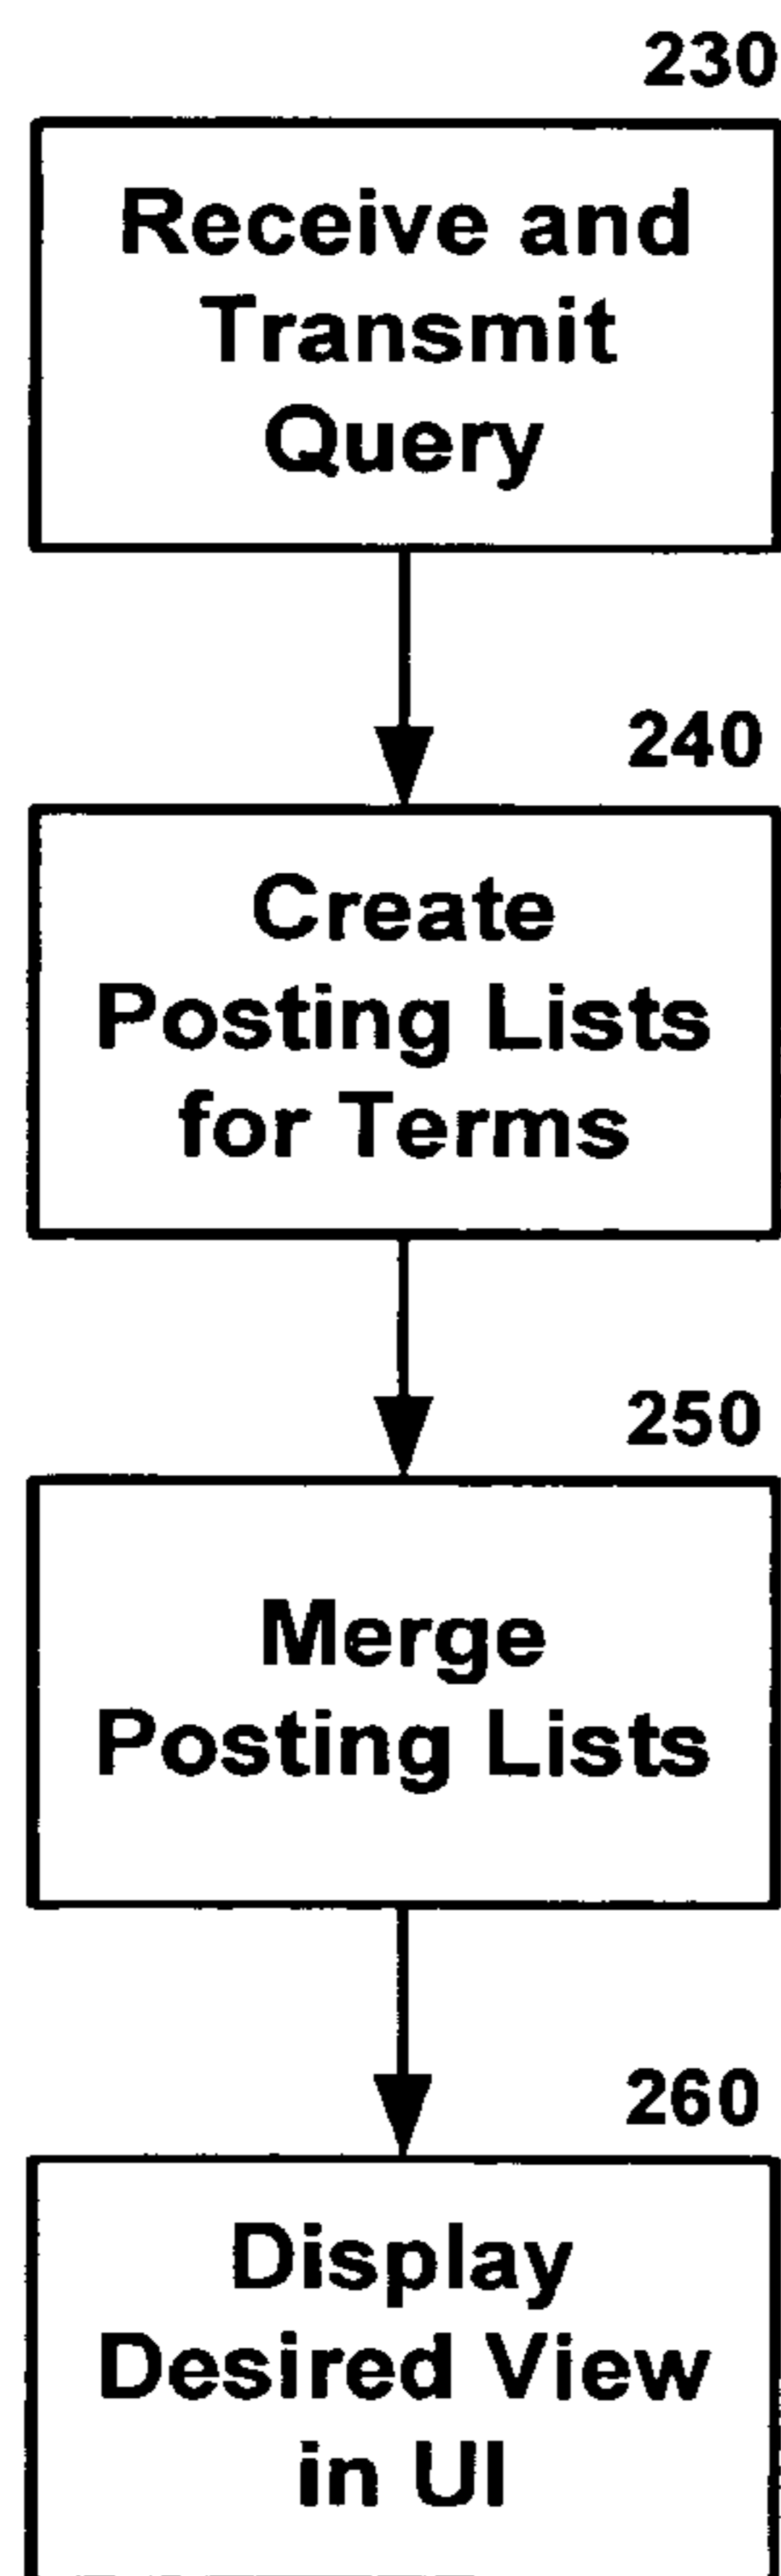 230
Receive and
Transmit
Query
240
Create
Posting Lists
for Terms
250
Merge
Posting Lists
260
Display
Desired View
in UI